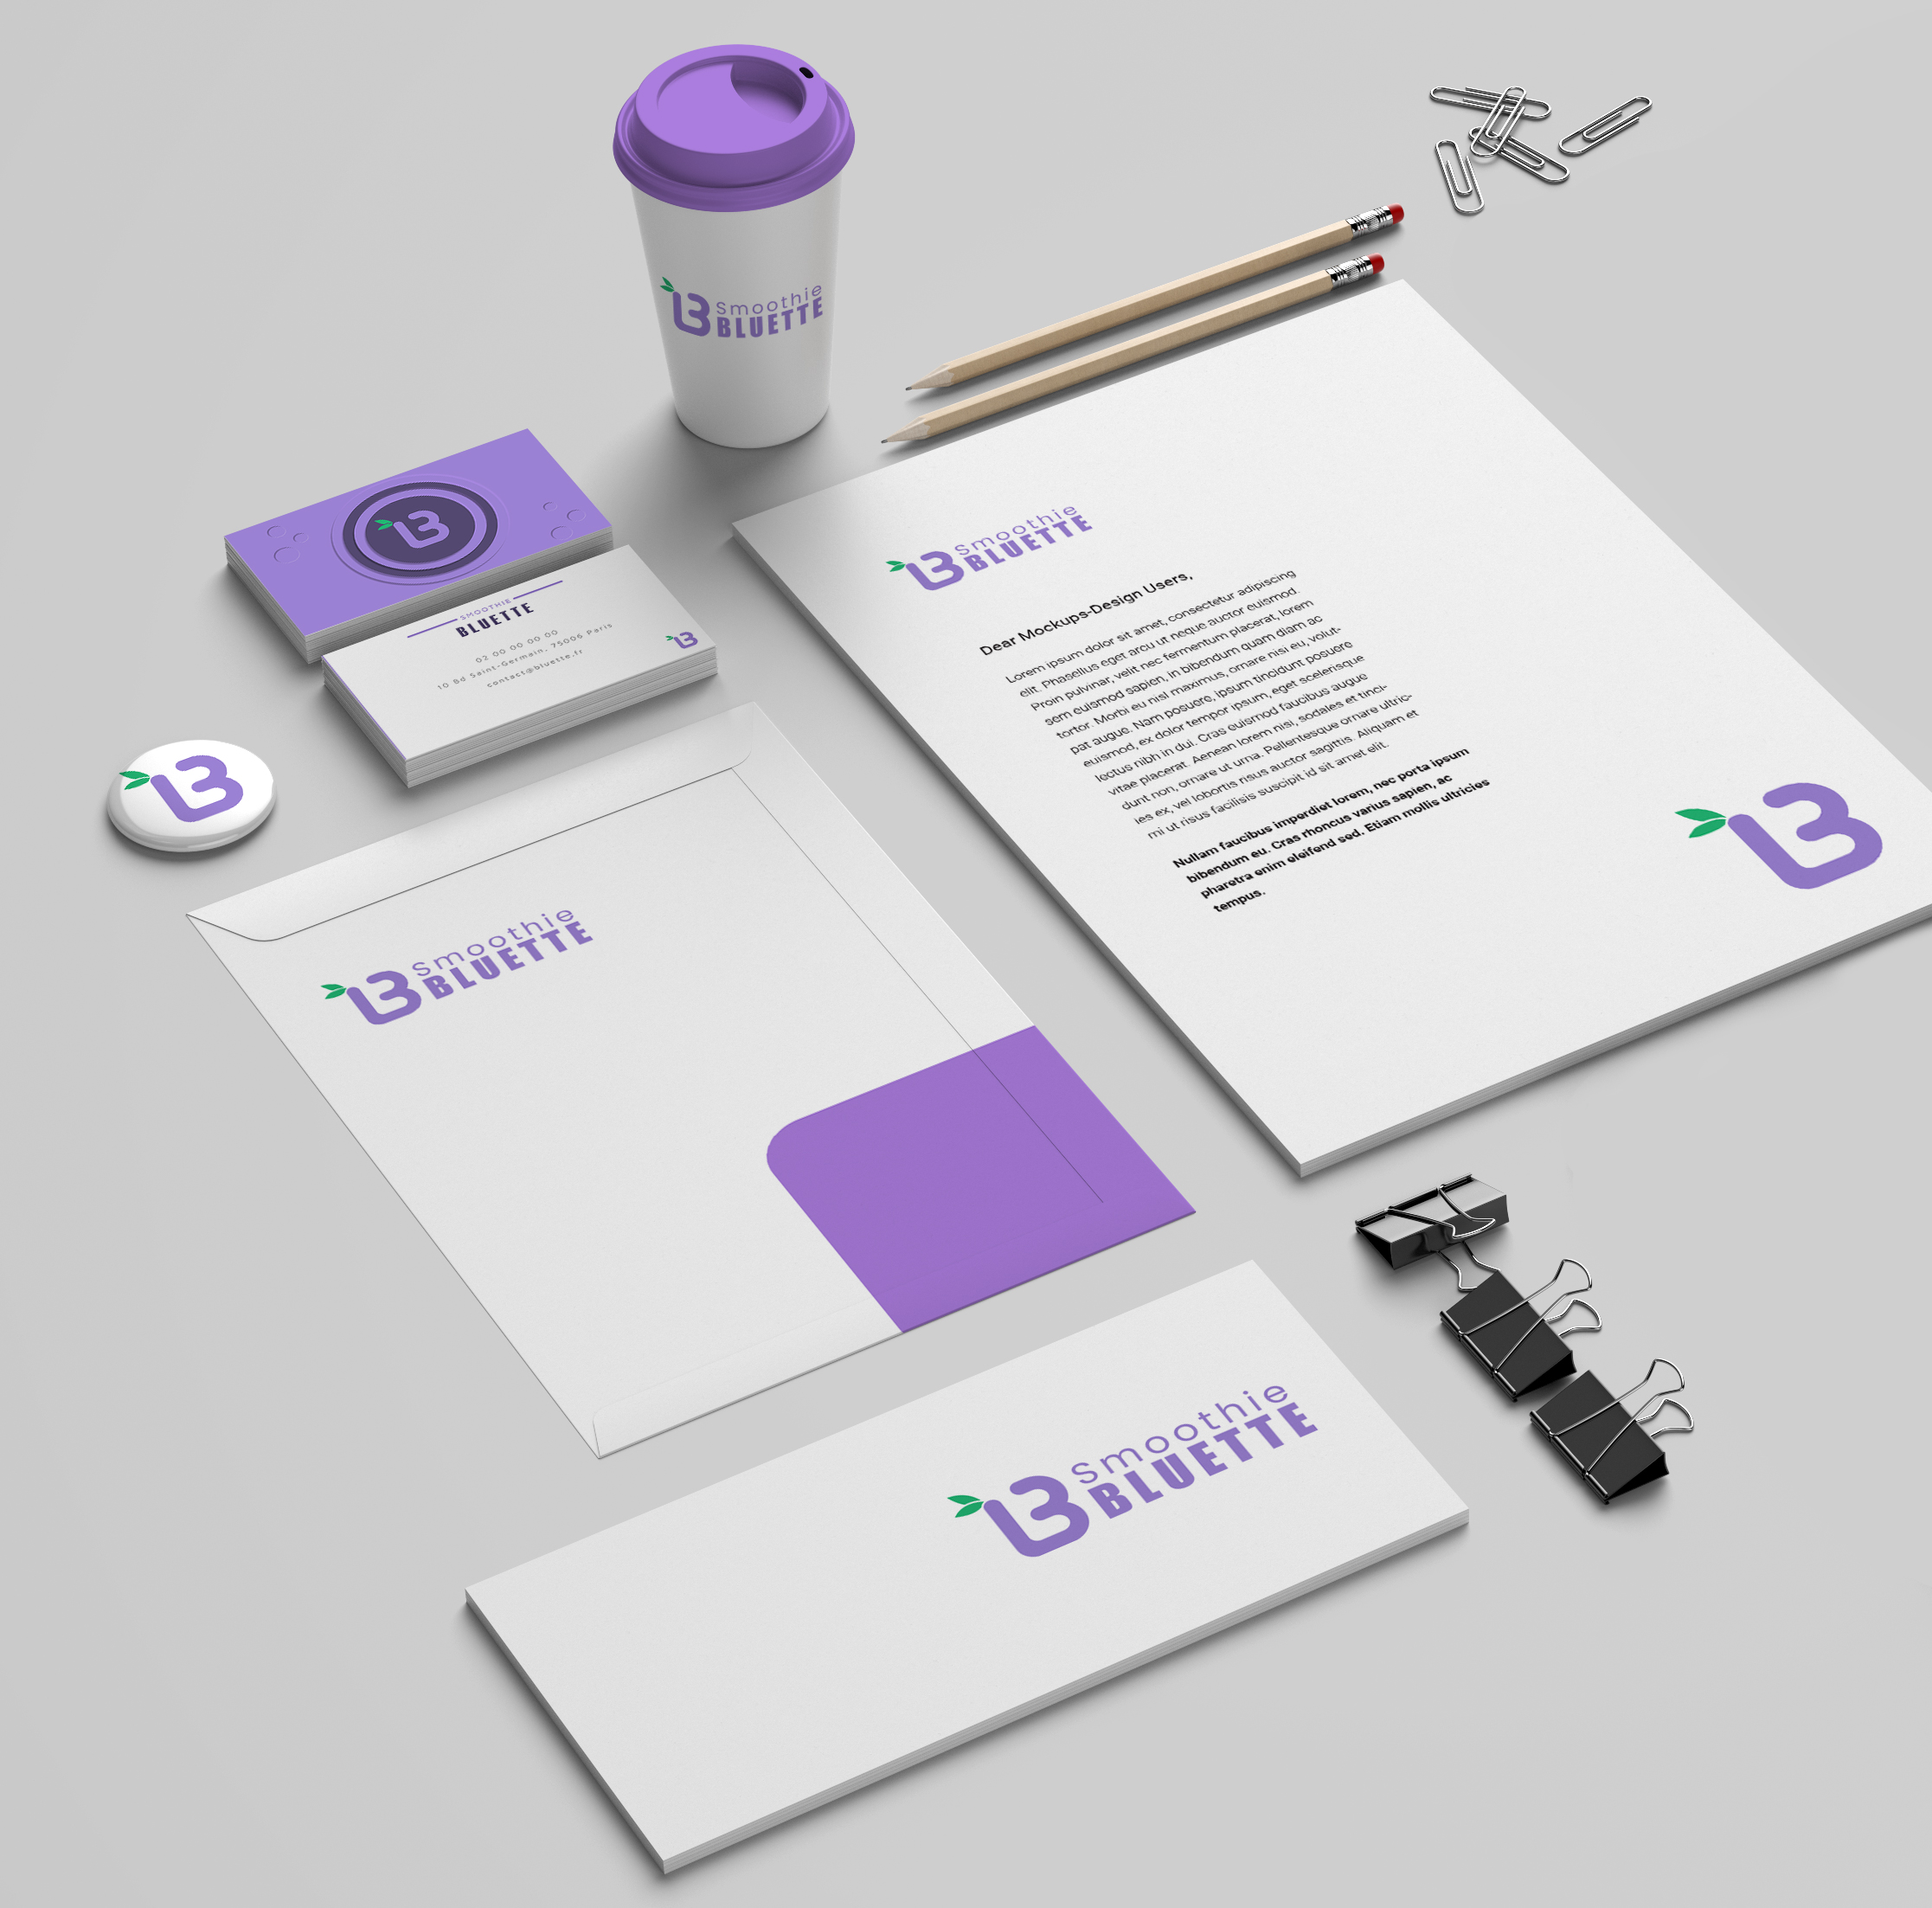 Smoothie
BLUETTE
SMOOTHIE
BLUETTE
02 00 00 00 00
10 Bd Saint-Germain, 75006 Paris
contact@bluette.fr
Smoothie
BLUETTE
Dear Mockups-Design Users,
Lorem ipsum dolor sit amet, consectetur adipiscing
elit. Phasellus eget arcu ut neque auctor euismod.
Proin pulvinar, velit nec fermentum placerat, lorem
sem euismod sapien, in bibendum quam diam ac
tortor. Morbi eu nisl maximus, ornare nisi eu, volut-
pat augue. Nam posuere, ipsum tincidunt posuere
euismod, ex dolor tempor ipsum, eget scelerisque
lectus nibh in dui. Cras euismod faucibus augue
vitae placerat. Aenean lorem nisi, sodales et tinci-
dunt non, ornare ut urna. Pellentesque ornare ultric-
ies ex, vel lobortis risus auctor sagittis. Aliquam et
mi ut risus facilisis suscipit id sit amet elit.
Nullam faucibus imperdiet lorem, nec porta ipsum
bibendum eu. Cras rhoncus varius sapien, ac
pharetra enim eleifend sed. Etiam mollis ultricies
tempus.
Smoothie
BLUETTE
Smoothie
BLUETTE